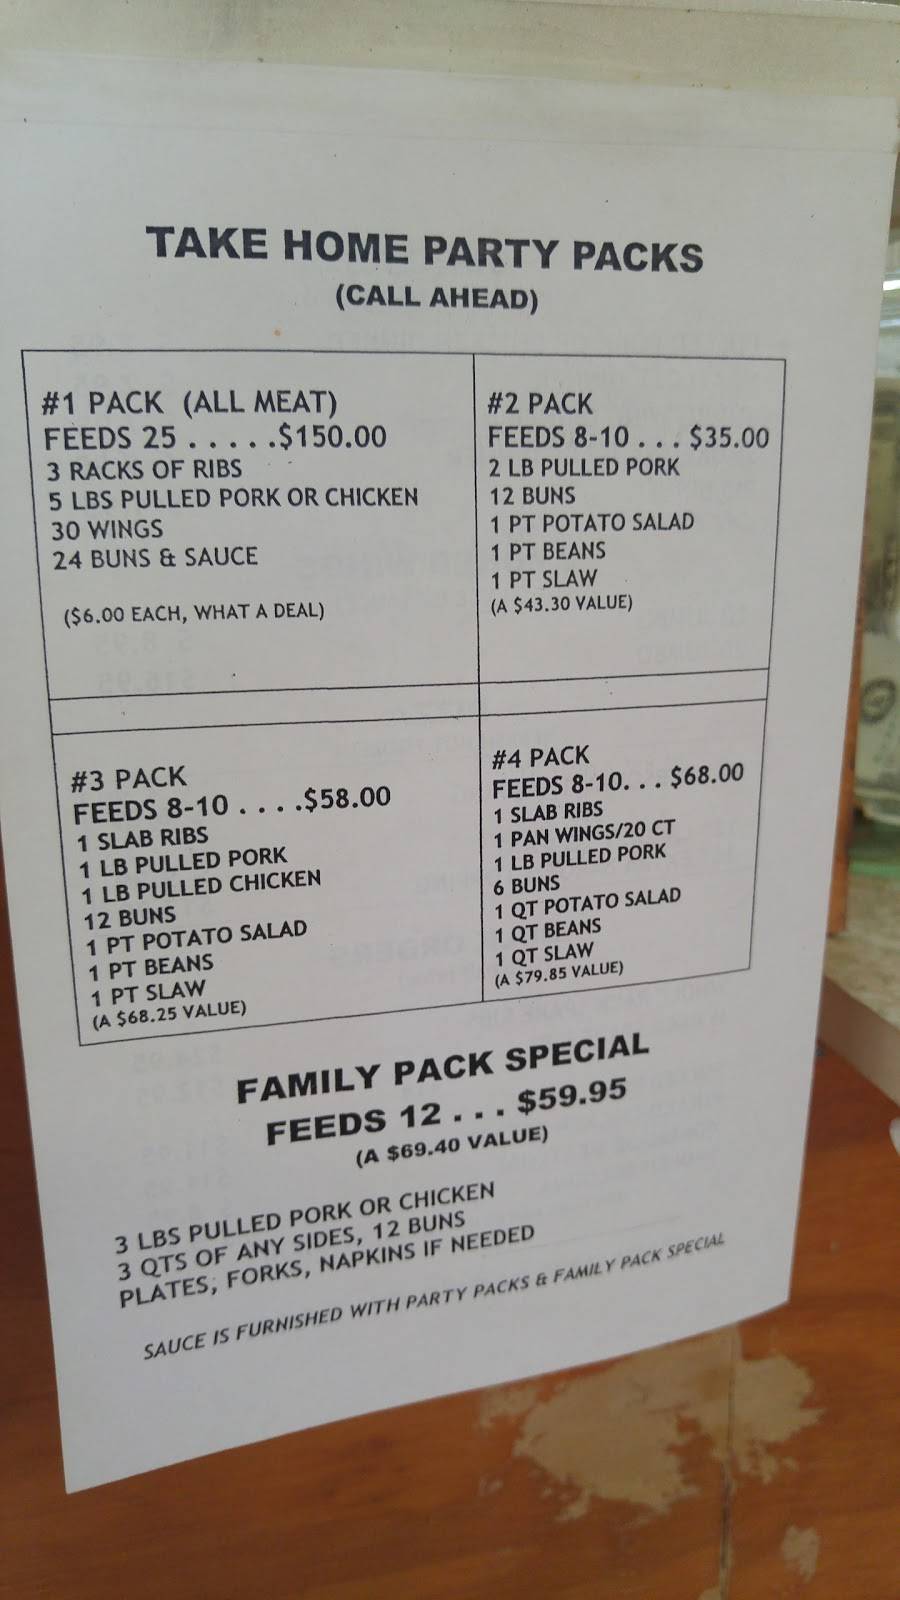 TAKE HOME PARTY PACKS
(CALL AHEAD)
#1 PACK (ALL MEAT)
FEEDS 25 . . . . .$150.00
3 RACKS OF RIBS
5 LBS PULLED PORK OR CHICKEN
30 WINGS
24 BUNS & SAUCE
($6.00 EACH, WHAT A DEAL)
#2 PACK
FEEDS 8-10 . . . $35.00
2 LB PULLED PORK
12 BUNS
1 PT POTATO SALAD
1 PT BEANS
1 PT SLAW
(A $43.30 VALUE)
#3 PACK
FEEDS 8-10 . . . .$58.00
1 SLAB RIBS
1 LB PULLED PORK
1 LB PULLED CHICKEN
12 BUNS
1 PT POTATO SALAD
1 PT BEANS
1 PT SLAW
(A $68.25 VALUE)
#4 PACK
FEEDS 8-10. . . $68.00
1 SLAB RIBS
1 PAN WINGS/20 CT
1 LB PULLED PORK
6 BUNS
1 QT POTATO SALAD
1 QT BEANS
1 QT SLAW
(A $79.85 VALUE)
FAMILY PACK SPECIAL
FEEDS 12 . . . $59.95
(A $69.40 VALUE)
3 LBS PULLED PORK OR CHICKEN
3 QTS OF ANY SIDES, 12 BUNS
PLATES, FORKS, NAPKINS IF NEEDED
SAUCE IS FURNISHED WITH PARTY PACKS & FAMILY PACK SPECIAL